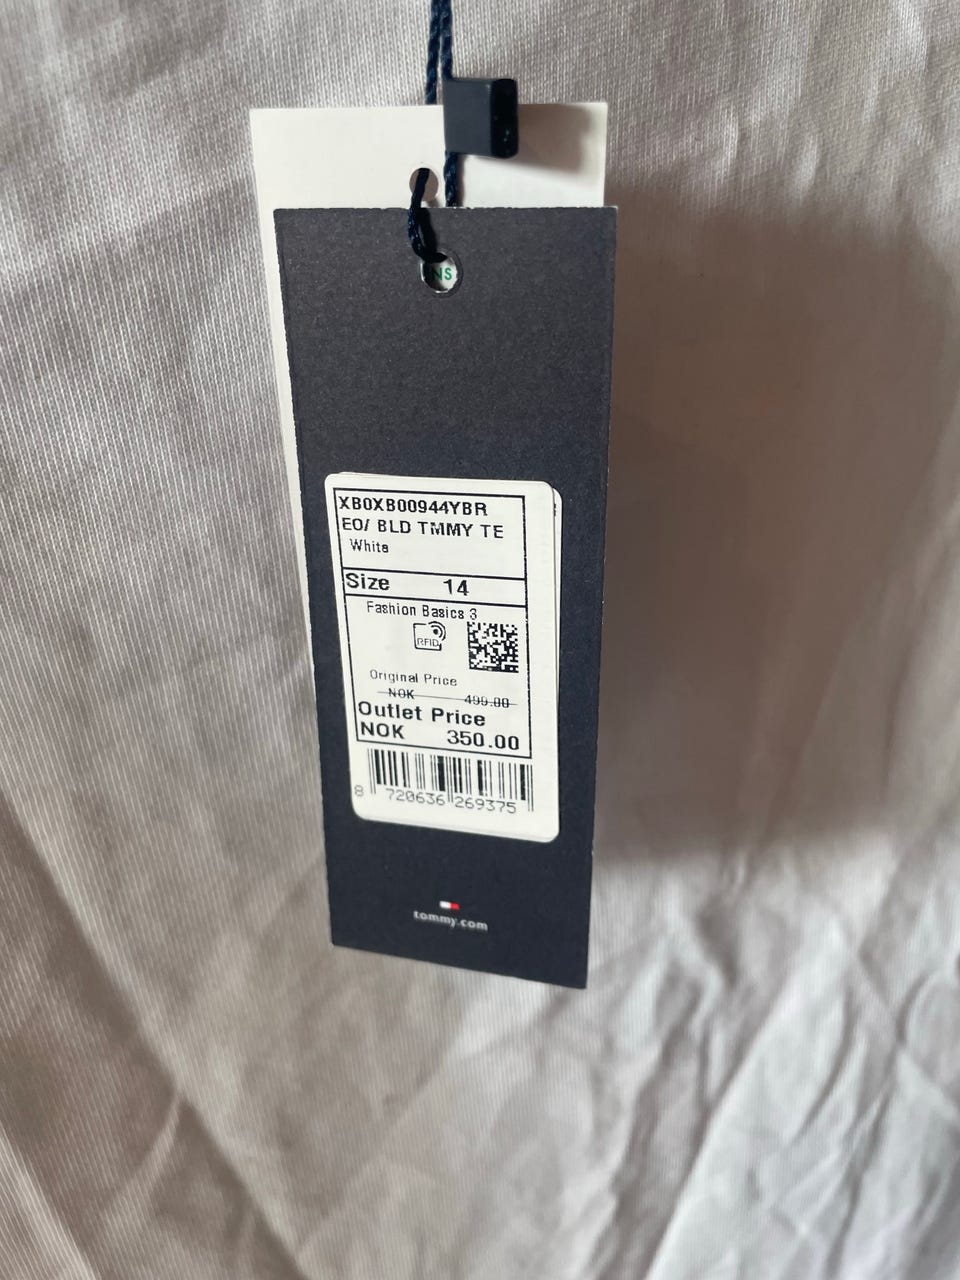 NS
XB0XB00944YBR
EO/ BLD TMMY TE
White
Size 14
Fashion Basics 3
RFID
Original Price
NOK 499.00
Outlet Price
NOK 350.00
8 720636 269375
tommy.com